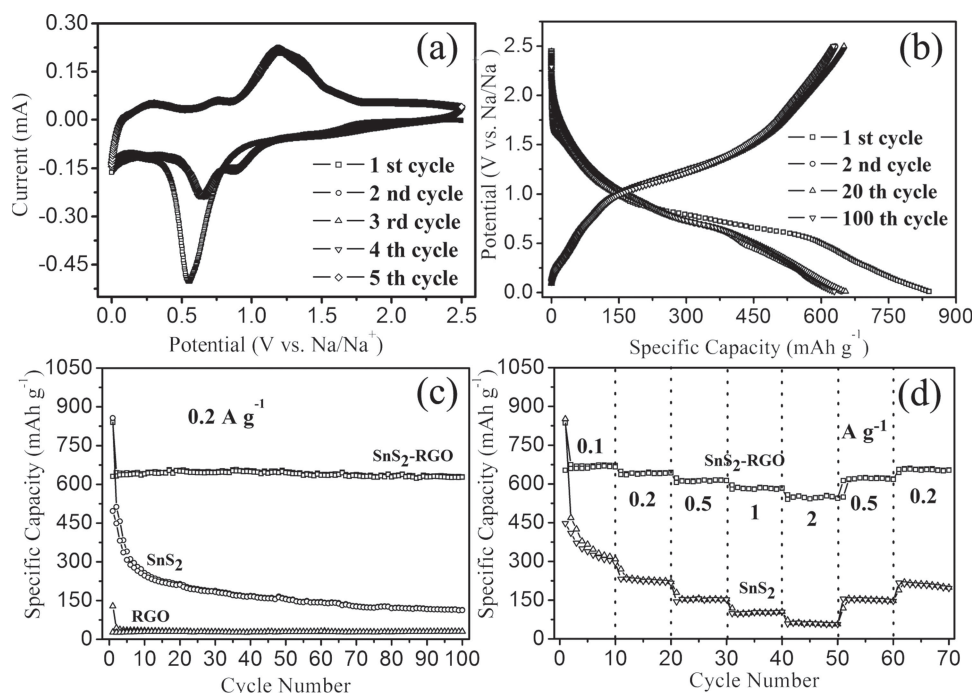 (a)
Current (mA)
0.30
0.15
0.00
-0.15
-0.30
-0.45
1 st cycle
2 nd cycle
3 rd cycle
4 th cycle
5 th cycle
0.0 0.5 1.0 1.5 2.0 2.5
Potential (V vs. Na/Na⁺)
(b)
Potential (V vs. Na/Na⁺)
2.5
2.0
1.5
1.0
0.5
0.0
1 st cycle
2 nd cycle
20 th cycle
100 th cycle
0 150 300 450 600 750 900
Specific Capacity (mAh g⁻¹)
(c)
Specific Capacity (mAh g⁻¹)
900
750
600
450
300
150
0
0.2 A g⁻¹
SnS₂-RGO
SnS₂
RGO
0 20 40 60 80 100
Cycle Number
(d)
Specific Capacity (mAh g⁻¹)
900
750
600
450
300
150
0
A g⁻¹
0.1
SnS₂-RGO
0.2 0.5 1 2 0.5 0.2
SnS₂
0 10 20 30 40 50 60 70
Cycle Number